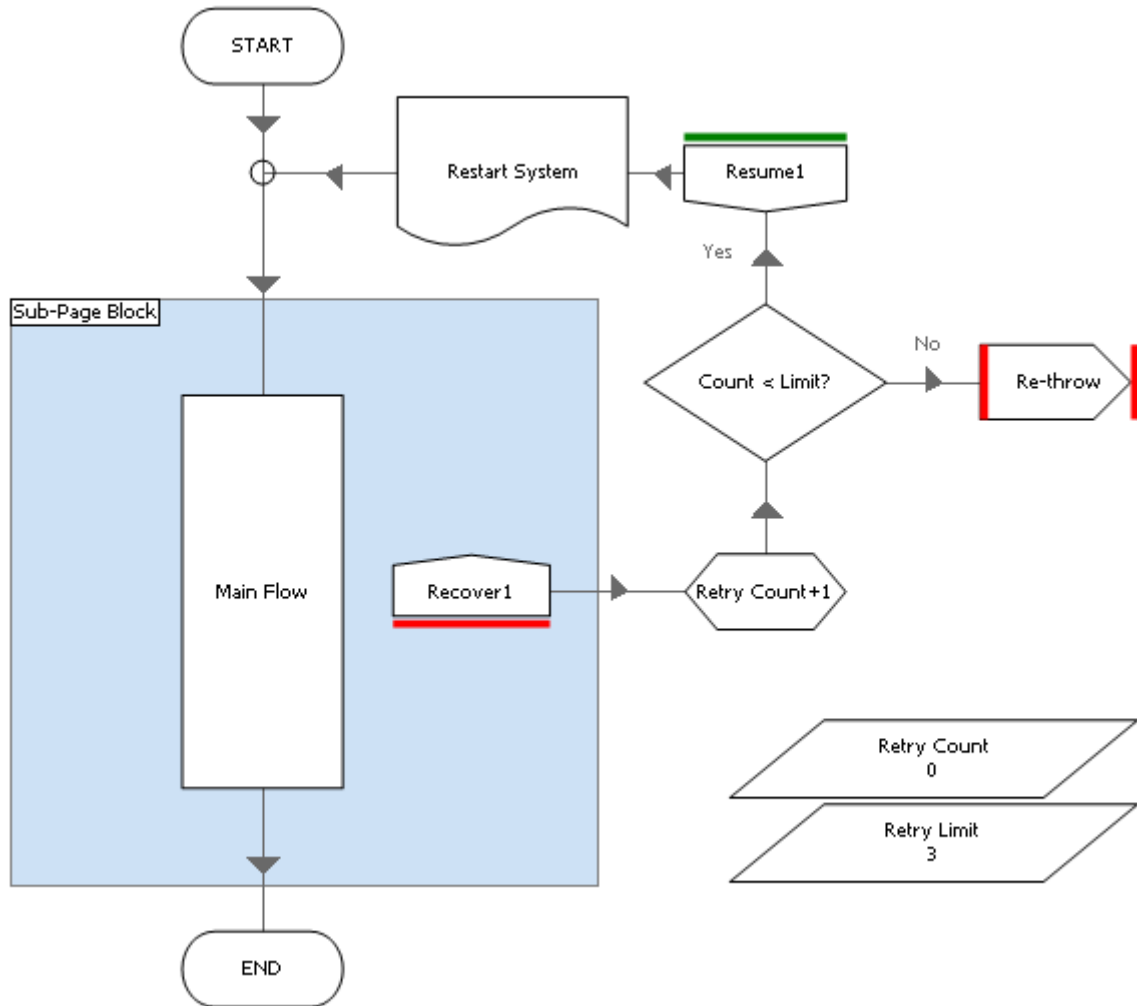 START
Restart System
Resume1
Yes
Sub-Page Block
No
Count < Limit?
Re-throw
Main Flow
Recover1
Retry Count+1
Retry Count
0
Retry Limit
3
END